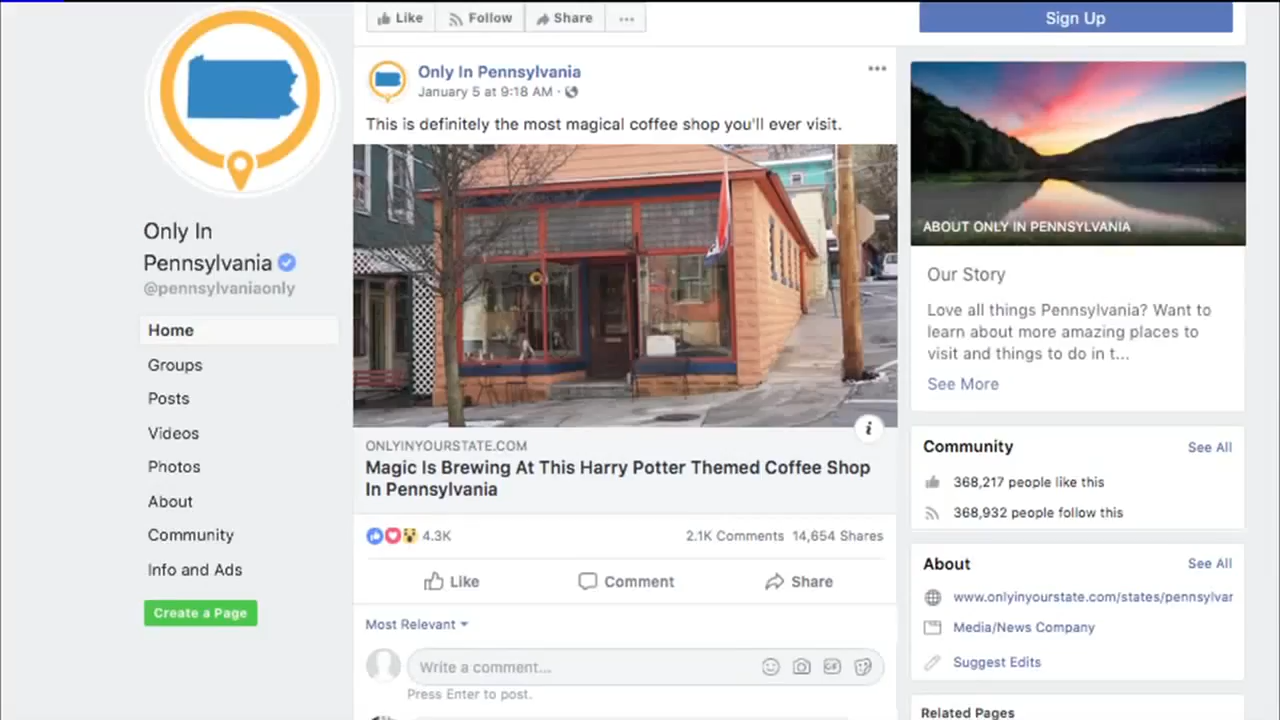 Like
Follow
Share
Sign Up
Only In Pennsylvania
January 5 at 9:18 AM ·
This is definitely the most magical coffee shop you'll ever visit.
ONLYINYOURSTATE.COM
Magic Is Brewing At This Harry Potter Themed Coffee Shop
In Pennsylvania
4.3K
2.1K Comments 14,654 Shares
Like
Comment
Share
Most Relevant
Write a comment...
GIF
Press Enter to post.
Only In
Pennsylvania
@pennsylvaniaonly
Home
Groups
Posts
Videos
Photos
About
Community
Info and Ads
Create a Page
ABOUT ONLY IN PENNSYLVANIA
Our Story
Love all things Pennsylvania? Want to
learn about more amazing places to
visit and things to do in t...
See More
Community
See All
368,217 people like this
368,932 people follow this
About
See All
www.onlyinyourstate.com/states/pennsylvar
Media/News Company
Suggest Edits
Related Pages